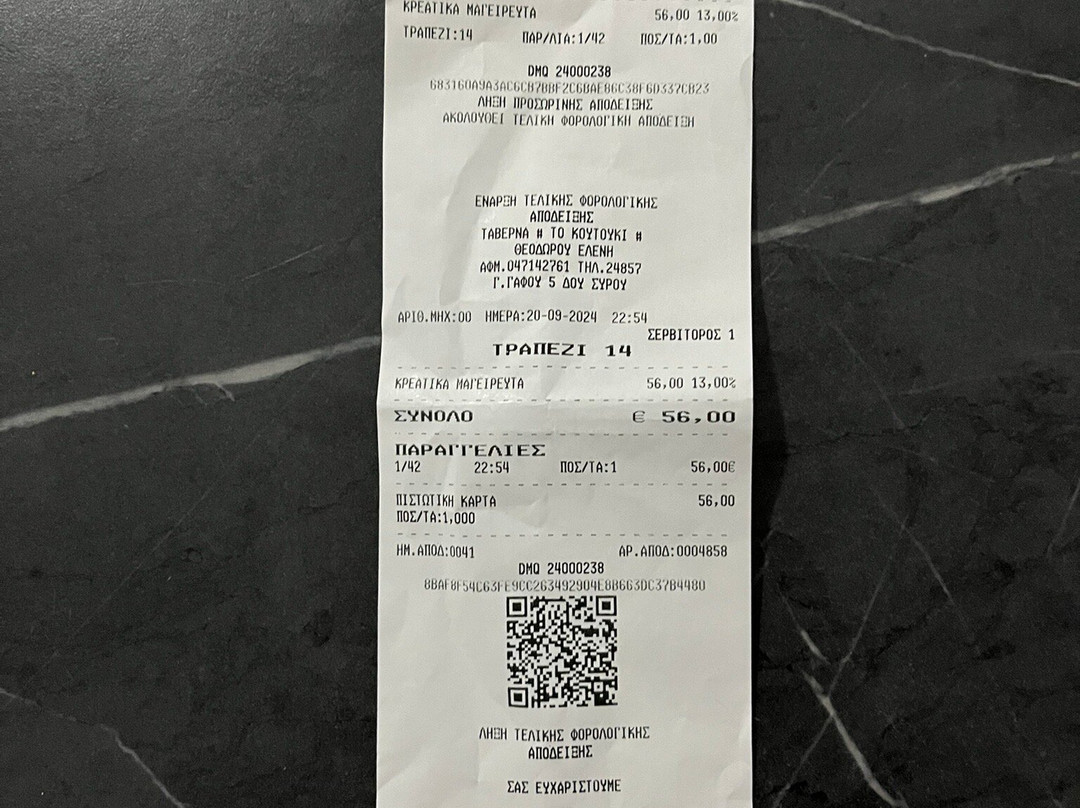 ΚΡΕΑΤΙΚΑ ΜΑΓΕΙΡΕΥΤΑ 56,00 13,00%
ΤΡΑΠΕΖΙ:14 ΠΑΡ/ΛΙΑ:1/42 ΠΟΣ/ΤΑ:1,00
DMQ 24000238
683160A9A3AC6CB7BBF2C6BAE86C38F6D337CB23
ΛΗΞΗ ΠΡΟΣΩΡΙΝΗΣ ΑΠΟΔΕΙΞΗΣ
ΑΚΟΛΟΥΘΕΙ ΤΕΛΙΚΗ ΦΟΡΟΛΟΓΙΚΗ ΑΠΟΔΕΙΞΗ
ΕΝΑΡΞΗ ΤΕΛΙΚΗΣ ΦΟΡΟΛΟΓΙΚΗΣ
ΑΠΟΔΕΙΞΗΣ
ΤΑΒΕΡΝΑ # ΤΟ ΚΟΥΤΟΥΚΙ #
ΘΕΟΔΩΡΟΥ ΕΛΕΝΗ
ΑΦΜ.047142761 ΤΗΛ.24857
Γ.ΓΑΦΟΥ 5 ΔΟΥ ΣΥΡΟΥ
ΑΡΙΘ.ΜΗΧ:00 ΗΜΕΡΑ:20-09-2024 22:54
ΣΕΡΒΙΤΟΡΟΣ 1
ΤΡΑΠΕΖΙ 14
ΚΡΕΑΤΙΚΑ ΜΑΓΕΙΡΕΥΤΑ 56,00 13,00%
ΣΥΝΟΛΟ € 56,00
ΠΑΡΑΓΓΕΛΙΕΣ
1/42 22:54 ΠΟΣ/ΤΑ:1 56,00€
ΠΙΣΤΩΤΙΚΗ ΚΑΡΤΑ 56,00
ΠΟΣ/ΤΑ:1,000
ΗΜ.ΑΠΟΔ:0041 ΑΡ.ΑΠΟΔ:0004858
DMQ 24000238
8BAF8F54C63FE9CC263492904E8B663DC37B4480
ΛΗΞΗ ΤΕΛΙΚΗΣ ΦΟΡΟΛΟΓΙΚΗΣ
ΑΠΟΔΕΙΞΗΣ
ΣΑΣ ΕΥΧΑΡΙΣΤΟΥΜΕ